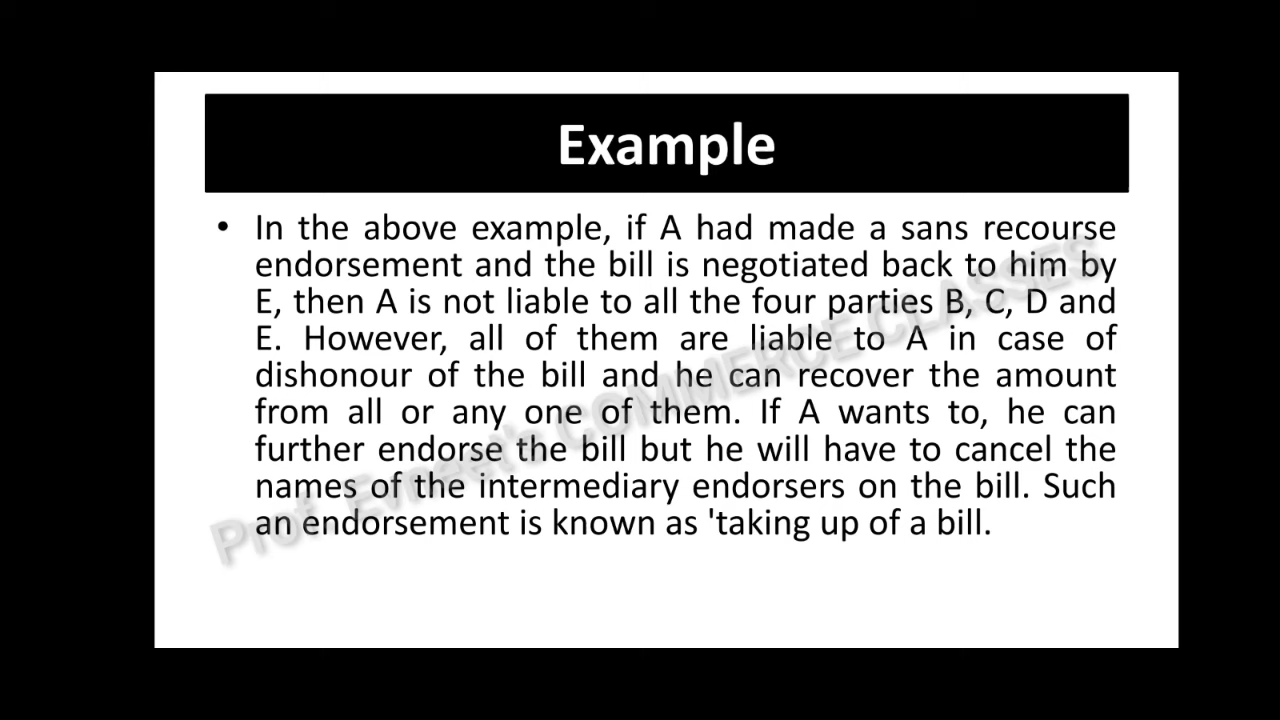 Example
• In the above example, if A had made a sans recourse
endorsement and the bill is negotiated back to him by
E, then A is not liable to all the four parties B, C, D and
E. However, all of them are liable to A in case of
dishonour of the bill and he can recover the amount
from all or any one of them. If A wants to, he can
further endorse the bill but he will have to cancel the
names of the intermediary endorsers on the bill. Such
an endorsement is known as 'taking up of a bill.
Prof. Evneet's COMMERCE CLASSES